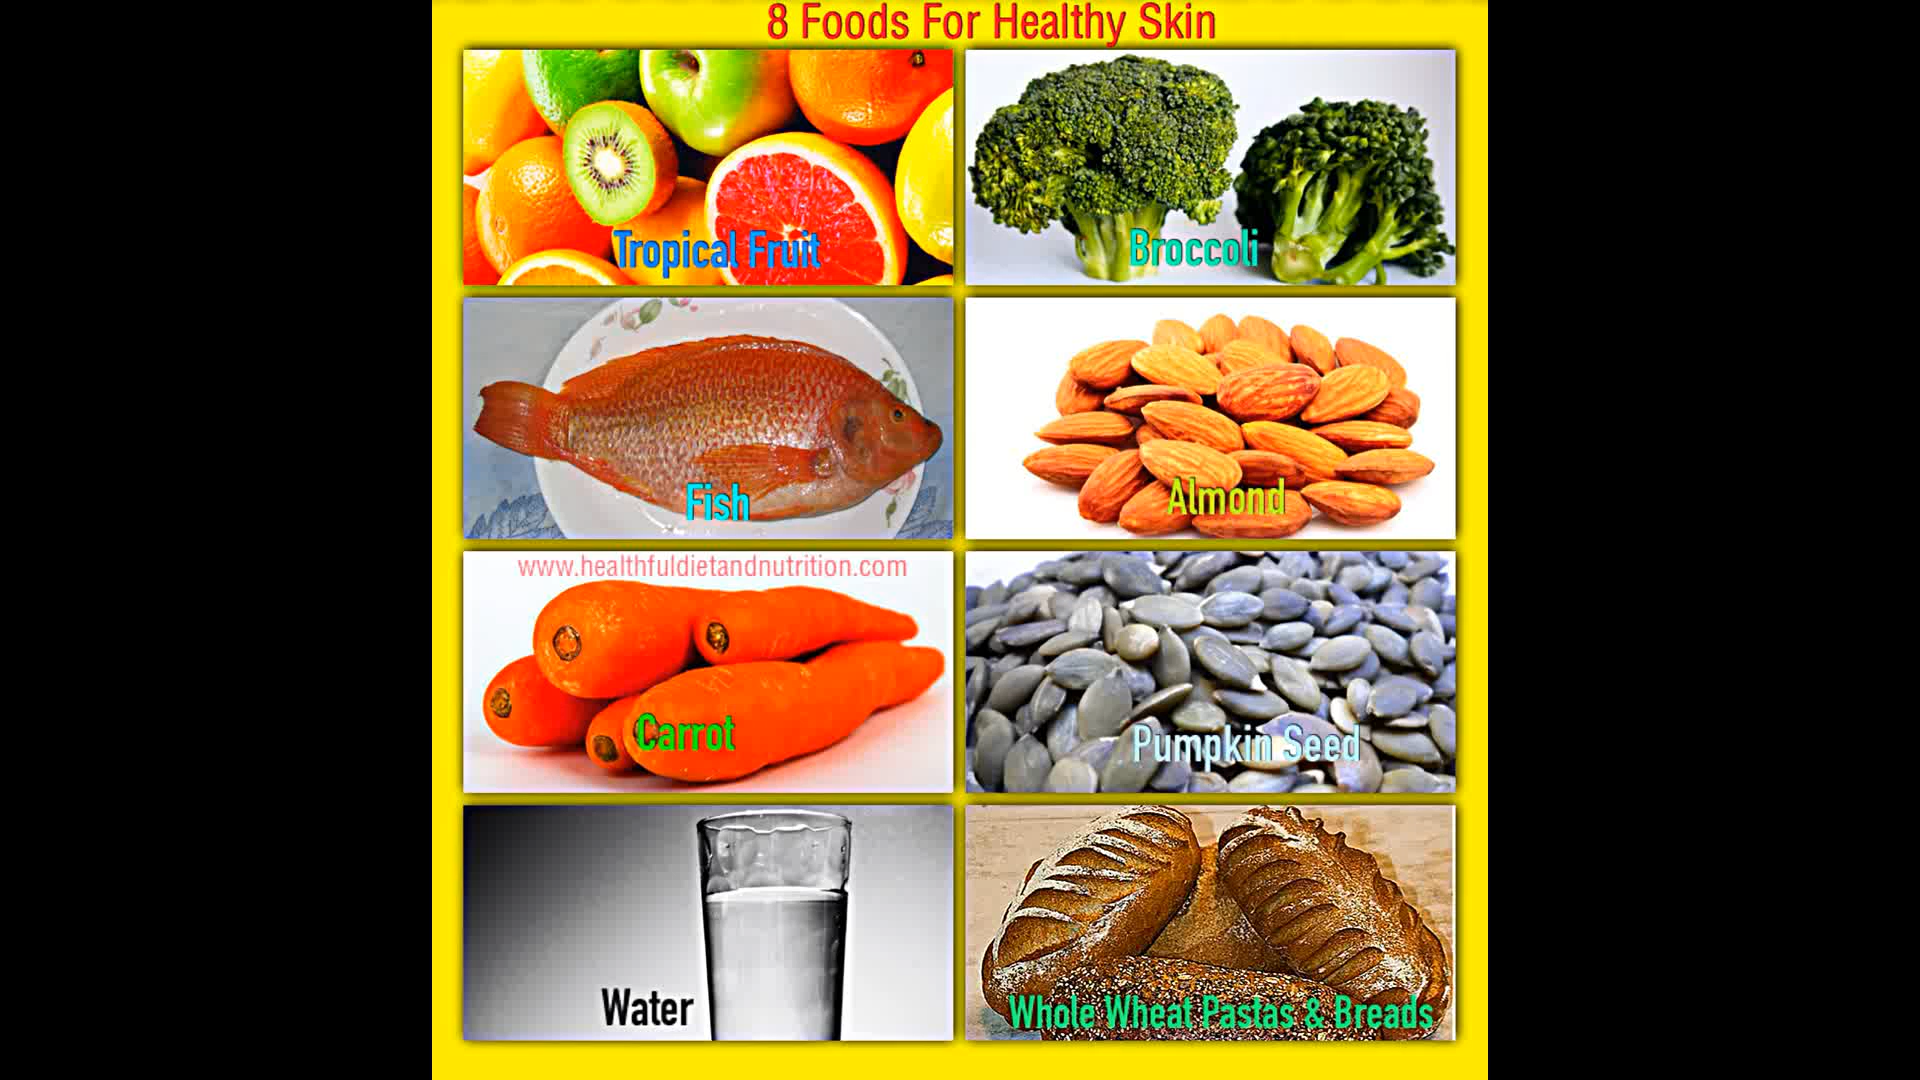 8 Foods For Healthy Skin
Tropical Fruit
Broccoli
Fish
Almond
www.healthfuldietandnutrition.com
Carrot
Pumpkin Seed
Water
Whole Wheat Pastas & Breads